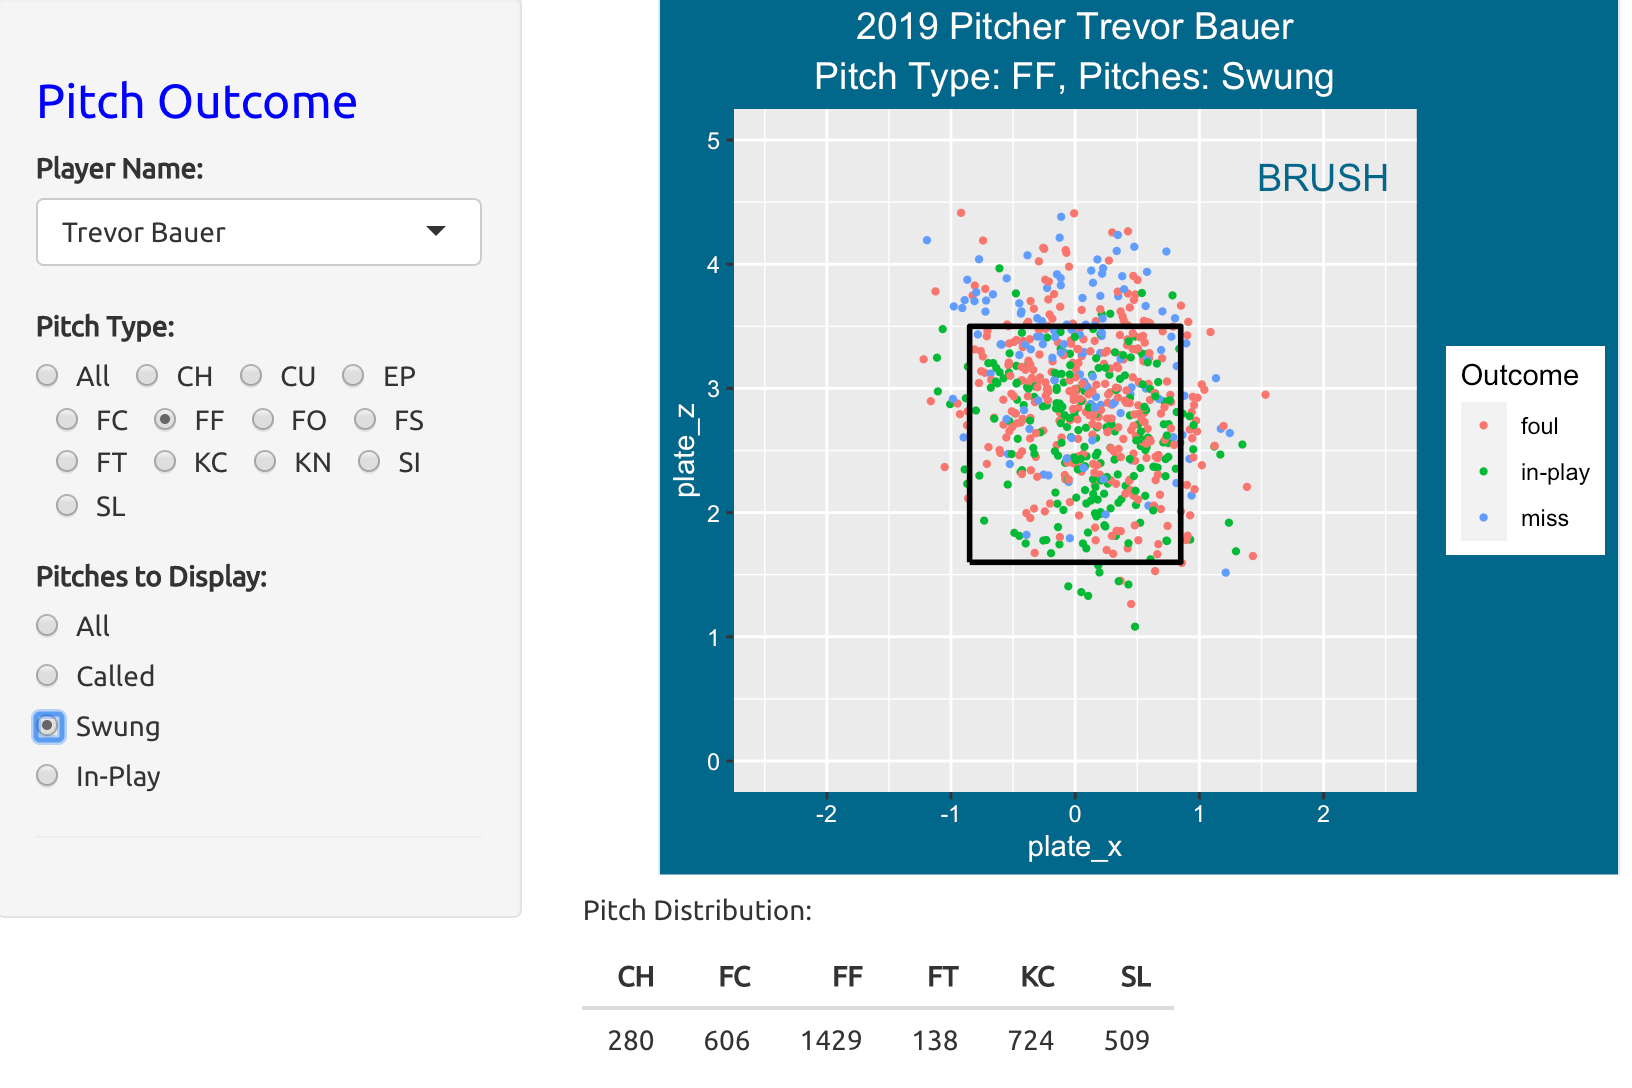 Pitch Outcome
Player Name:
Trevor Bauer
Pitch Type:
All CH CU EP
FC FF FO FS
FT KC KN SI
SL
Pitches to Display:
All
Called
Swung
In-Play
2019 Pitcher Trevor Bauer
Pitch Type: FF, Pitches: Swung
BRUSH
5
4
3
2
1
0
plate_z
-2 -1 0 1 2
plate_x
Outcome
foul
in-play
miss
Pitch Distribution:
CH FC FF FT KC SL
280 606 1429 138 724 509